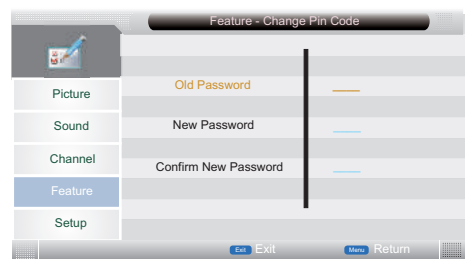 Feature - Change Pin Code
Picture
Sound
Channel
Feature
Setup
Old Password
New Password
Confirm New Password
Exit Exit
Menu Return